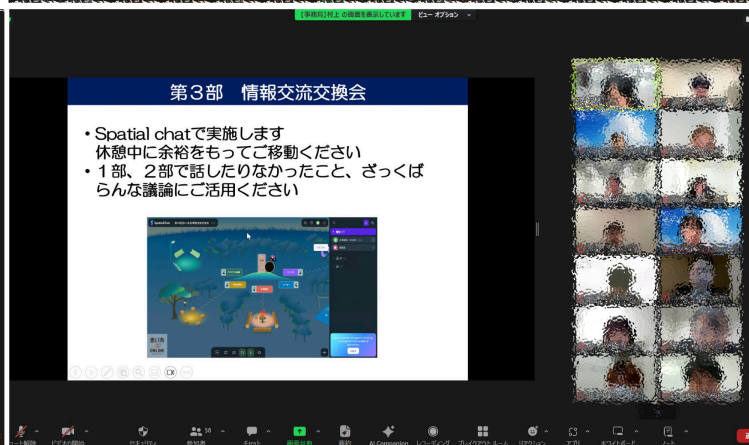 【事務局】村上 の画面を表示しています
ビュー オプション
第3部 情報交流交換会
・Spatial chatで実施します
休憩中に余裕をもってご移動ください
・1部、2部で話したりなかったこと、ざっくば
らんな議論にご活用ください
SpatialChat
ONLINE
58
ビデオの開始
セキュリティ
参加者
チャット
画面共有
要約
AI Companion
レコーディング
ブレイクアウト ルーム
リアクション
アプリ
ホワイトボード
ノート